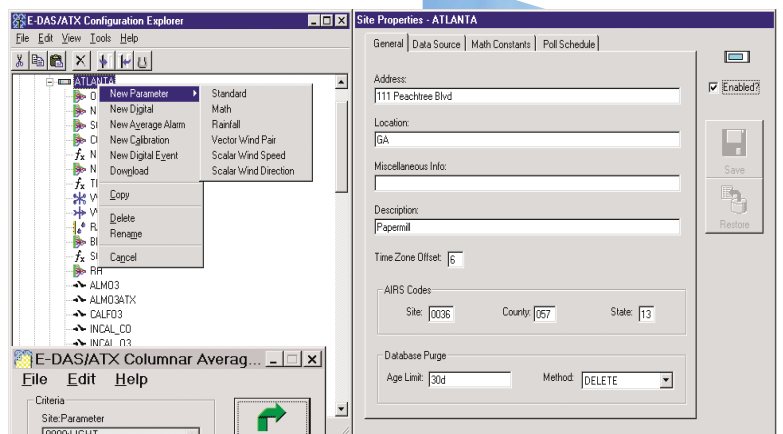 E-DAS/ATX Configuration Explorer
File Edit View Tools Help
ATLANTA
O
N
S
C
N
N
TI
V
V
R
BI
S
RH
ALMO3
ALMO3ATX
CALFO3
INCAL_CO
INCAL_O3
New Parameter
New Digital
New Average Alarm
New Calibration
New Digital Event
Download
Copy
Delete
Rename
Cancel
Standard
Math
Rainfall
Vector Wind Pair
Scalar Wind Speed
Scalar Wind Direction
E-DAS/ATX Columnar Averag...
File Edit Help
Criteria
Site:Parameter
Site Properties - ATLANTA
General Data Source Math Constants Poll Schedule
Address:
111 Peachtree Blvd
Location:
GA
Miscellaneous Info:
Description:
Papermill
Time Zone Offset: 6
AIRS Codes
Site: 0036 County: 057 State: 13
Database Purge
Age Limit: 30d Method: DELETE
Enabled?
Save
Restore